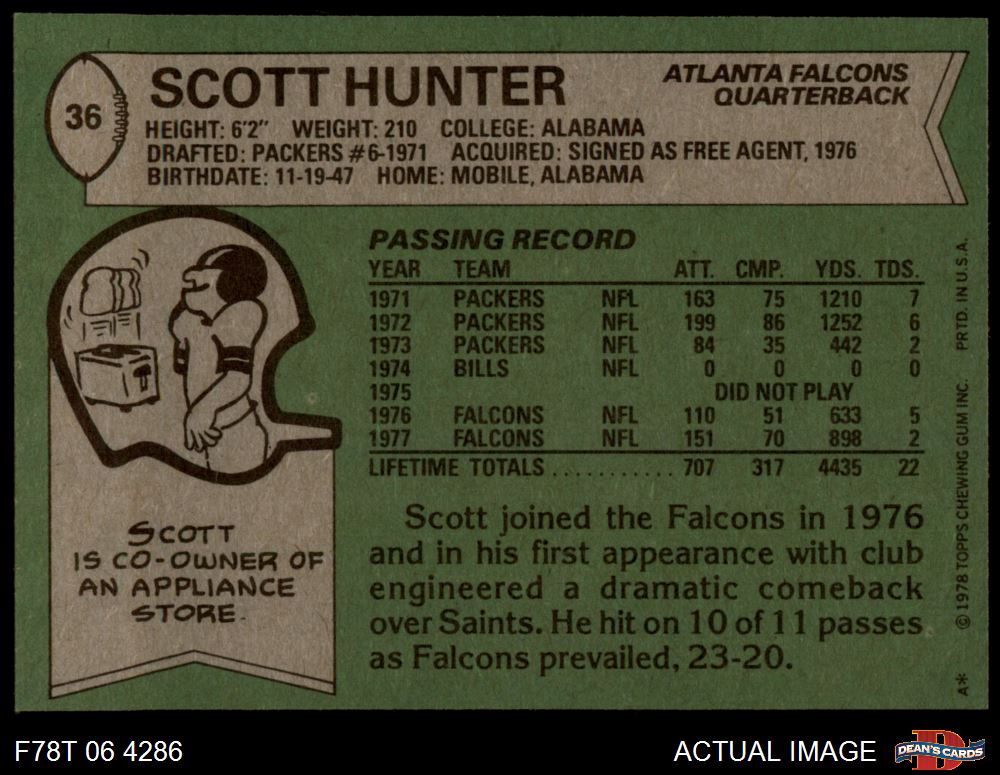 36
SCOTT HUNTER
ATLANTA FALCONS
QUARTERBACK
HEIGHT: 6'2" WEIGHT: 210 COLLEGE: ALABAMA
DRAFTED: PACKERS #6-1971 ACQUIRED: SIGNED AS FREE AGENT, 1976
BIRTHDATE: 11-19-47 HOME: MOBILE, ALABAMA
PASSING RECORD
YEAR TEAM ATT. CMP. YDS. TDS.
1971 PACKERS NFL 163 75 1210 7
1972 PACKERS NFL 199 86 1252 6
1973 PACKERS NFL 84 35 442 2
1974 BILLS NFL 0 0 0 0
1975 DID NOT PLAY
1976 FALCONS NFL 110 51 633 5
1977 FALCONS NFL 151 70 898 2
LIFETIME TOTALS ............ 707 317 4435 22
SCOTT
IS CO-OWNER OF
AN APPLIANCE
STORE.
Scott joined the Falcons in 1976
and in his first appearance with club
engineered a dramatic comeback
over Saints. He hit on 10 of 11 passes
as Falcons prevailed, 23-20.
A* © 1978 TOPPS CHEWING GUM INC. PRTD. IN U.S.A.
F78T 06 4286
ACTUAL IMAGE
D
DEAN'S CARDS